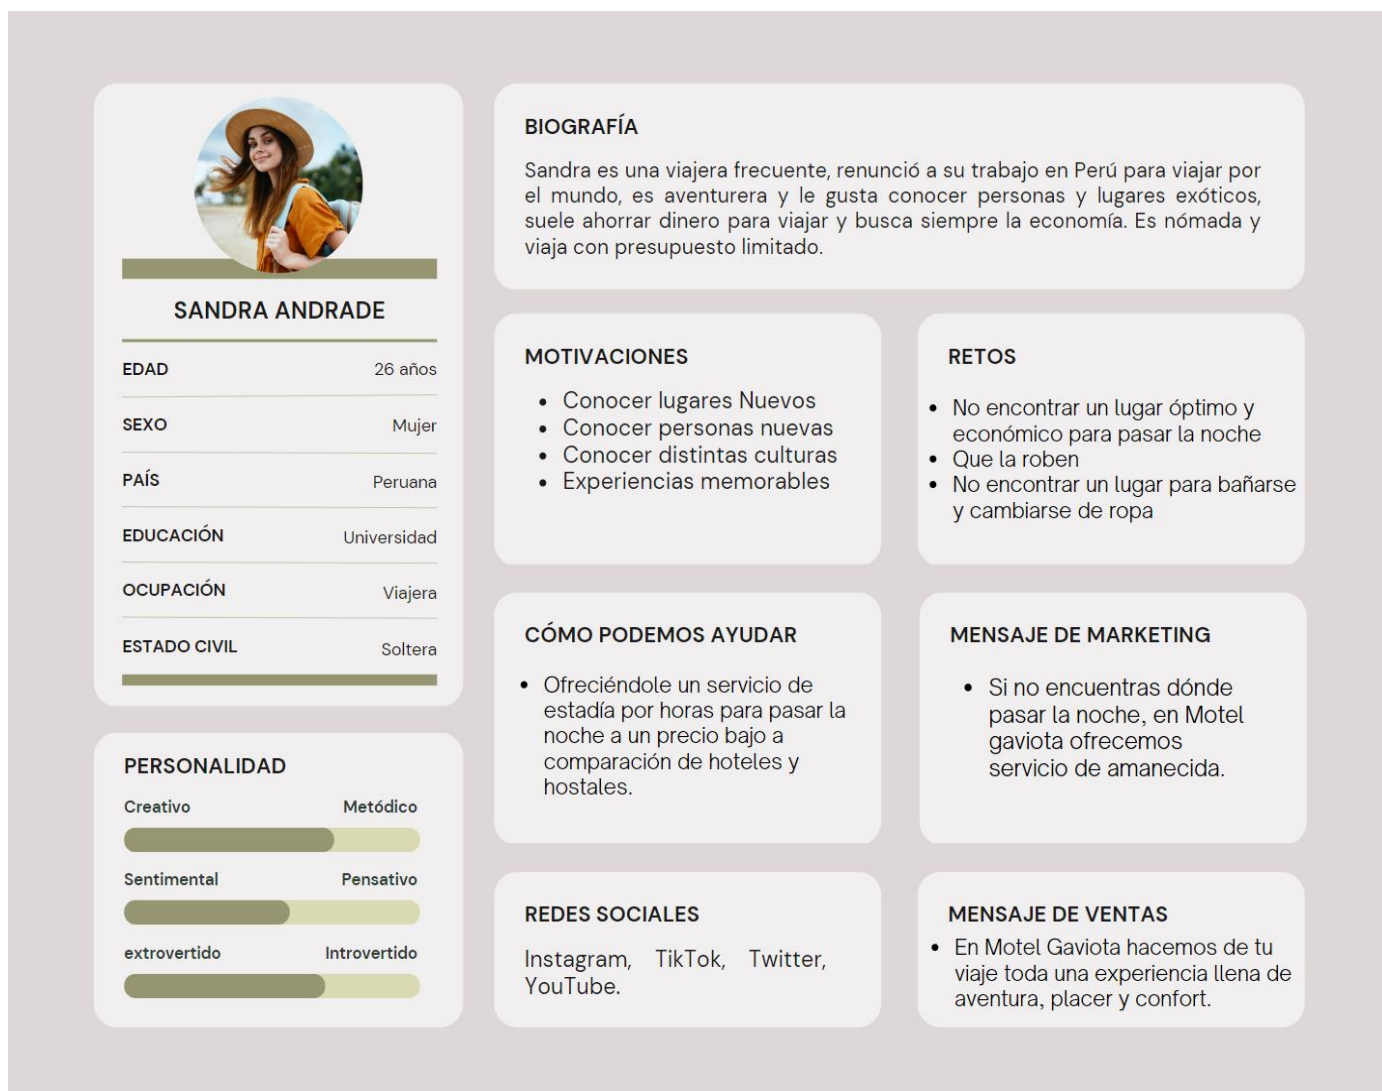 SANDRA ANDRADE
EDAD 26 años
SEXO Mujer
PAÍS Peruana
EDUCACIÓN Universidad
OCUPACIÓN Viajera
ESTADO CIVIL Soltera
PERSONALIDAD
Creativo Metódico
Sentimental Pensativo
extrovertido Introvertido
BIOGRAFÍA
Sandra es una viajera frecuente, renunció a su trabajo en Perú para viajar por
el mundo, es aventurera y le gusta conocer personas y lugares exóticos,
suele ahorrar dinero para viajar y busca siempre la economía. Es nómada y
viaja con presupuesto limitado.
MOTIVACIONES
• Conocer lugares Nuevos
• Conocer personas nuevas
• Conocer distintas culturas
• Experiencias memorables
RETOS
• No encontrar un lugar óptimo y
económico para pasar la noche
• Que la roben
• No encontrar un lugar para bañarse
y cambiarse de ropa
CÓMO PODEMOS AYUDAR
• Ofreciéndole un servicio de
estadía por horas para pasar la
noche a un precio bajo a
comparación de hoteles y
hostales.
MENSAJE DE MARKETING
• Si no encuentras dónde
pasar la noche, en Motel
gaviota ofrecemos
servicio de amanecida.
REDES SOCIALES
Instagram, TikTok, Twitter,
YouTube.
MENSAJE DE VENTAS
• En Motel Gaviota hacemos de tu
viaje toda una experiencia llena de
aventura, placer y confort.